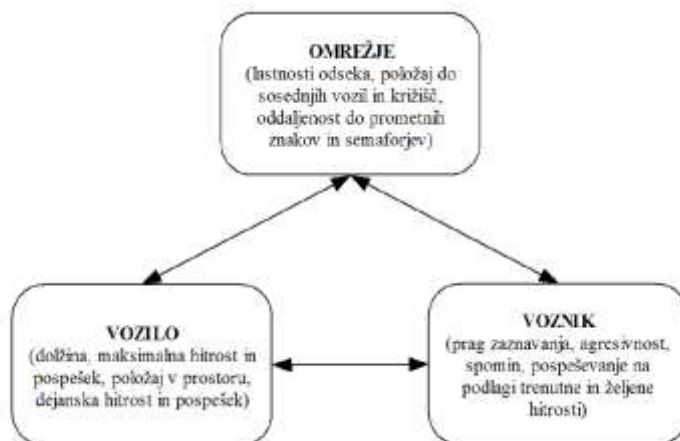 OMREŽJE
(lastnosti odseka, položaj do
sosednjih vozil in križišč,
oddaljenost do prometnih
znakov in semaforjev)
VOZILO
(dolžina, maksimalna hitrost in
pospešek, položaj v prostoru,
dejanska hitrost in pospešek)
VOZNIK
(prag zaznavanja, agresivnost,
spomin, pospeševanje na
podlagi trenutne in željene
hitrosti)